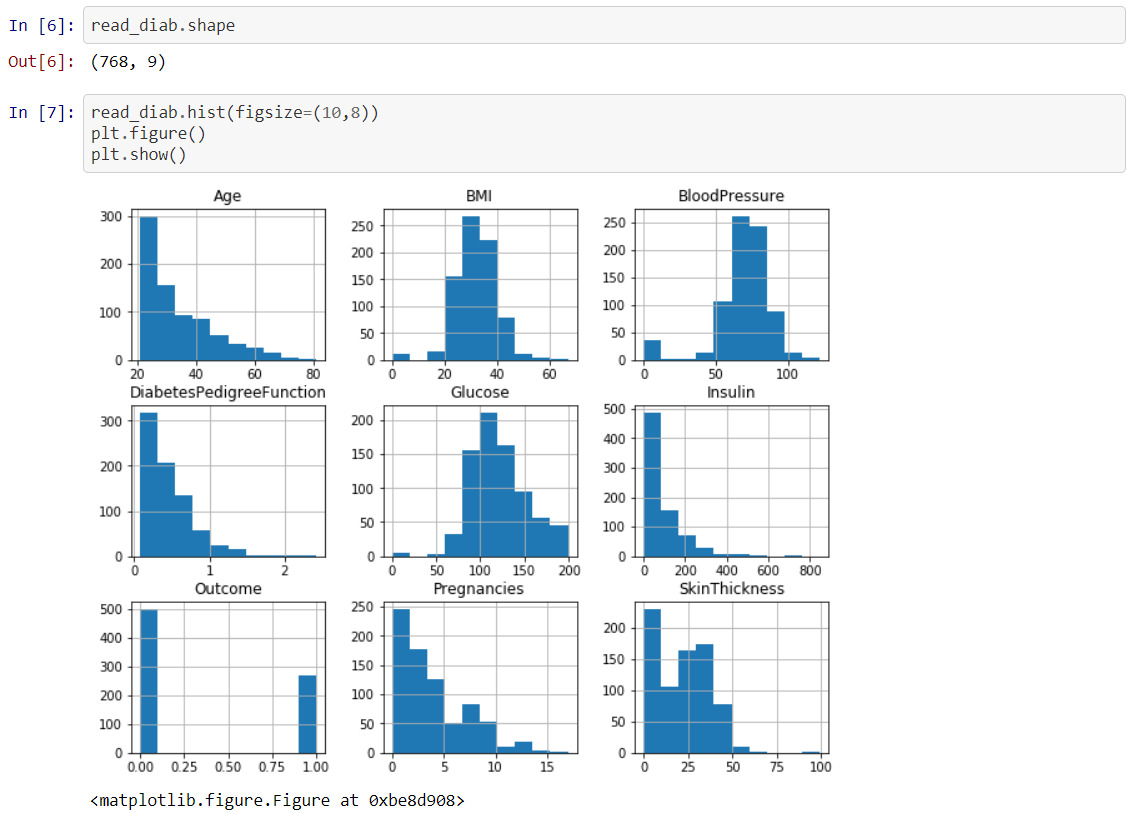 In [6]: read_diab.shape
Out[6]: (768, 9)
In [7]: read_diab.hist(figsize=(10,8))
plt.figure()
plt.show()
Age
300
200
100
0
20 40 60 80
BMI
250
200
150
100
50
0
0 20 40 60
BloodPressure
250
200
150
100
50
0
0 50 100
DiabetesPedigreeFunction
300
200
100
0
0 1 2
Glucose
200
150
100
50
0
0 50 100 150 200
Insulin
500
400
300
200
100
0
0 200 400 600 800
Outcome
500
400
300
200
100
0
0.00 0.25 0.50 0.75 1.00
Pregnancies
250
200
150
100
50
0
0 5 10 15
SkinThickness
200
150
100
50
0
0 25 50 75 100
<matplotlib.figure.Figure at 0xbe8d908>